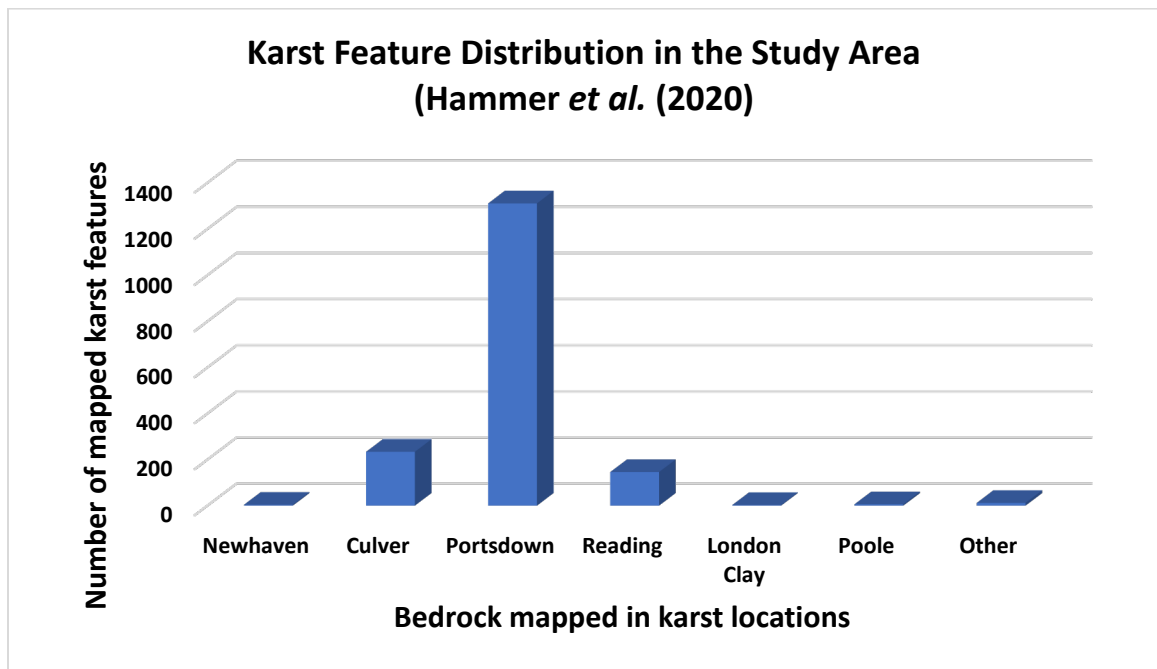 Karst Feature Distribution in the Study Area
(Hammer et al. (2020)
Number of mapped karst features
1400
1200
1000
800
600
400
200
0
Newhaven
Culver
Portsdown
Reading
London
Clay
Poole
Other
Bedrock mapped in karst locations